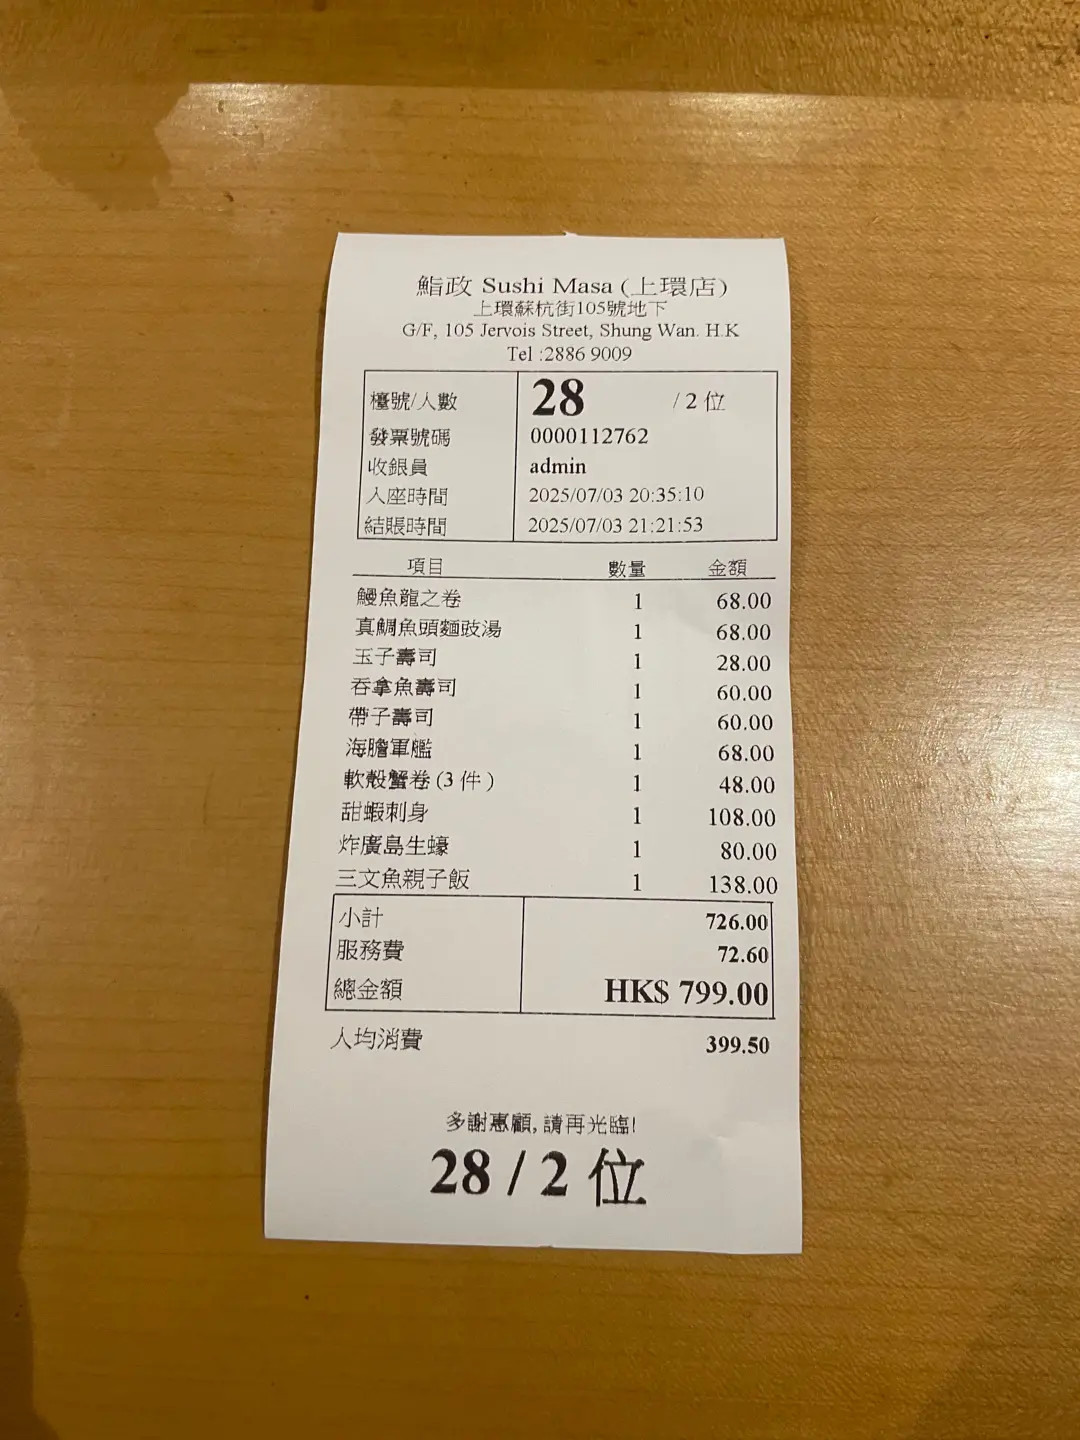 鮨政 Sushi Masa (上環店)
上環蘇杭街105號地下
G/F, 105 Jervois Street, Shung Wan. H.K
Tel :2886 9009
檯號/人數 28 / 2 位
發票號碼 0000112762
收銀員 admin
入座時間 2025/07/03 20:35:10
結賬時間 2025/07/03 21:21:53
項目 數量 金額
鰻魚龍之卷 1 68.00
真鯛魚頭麵豉湯 1 68.00
玉子壽司 1 28.00
吞拿魚壽司 1 60.00
帶子壽司 1 60.00
海膽軍艦 1 68.00
軟殼蟹卷 (3 件) 1 48.00
甜蝦刺身 1 108.00
炸廣島生蠔 1 80.00
三文魚親子飯 1 138.00
小計 726.00
服務費 72.60
總金額 HK$ 799.00
人均消費 399.50
多謝惠顧, 請再光臨!
28 / 2 位